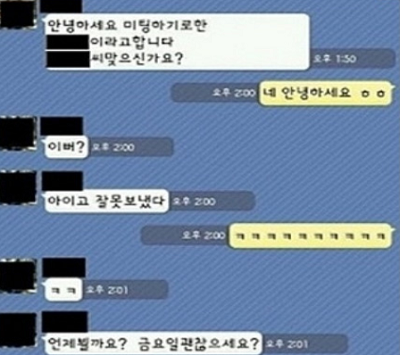 안녕하세요 미팅하기로한
이라고합니다
씨맞으신가요?
오후 1:50
오후 2:00
네 안녕하세요 ㅎㅎ
이뻐?
오후 2:00
아이고 잘못보냈다
오후 2:00
오후 2:00
ㅋㅋㅋㅋㅋㅋㅋㅋㅋㅋ
ㅋㅋ
오후 2:01
언제뵐까요? 금요일괜찮으세요?
오후 2:01